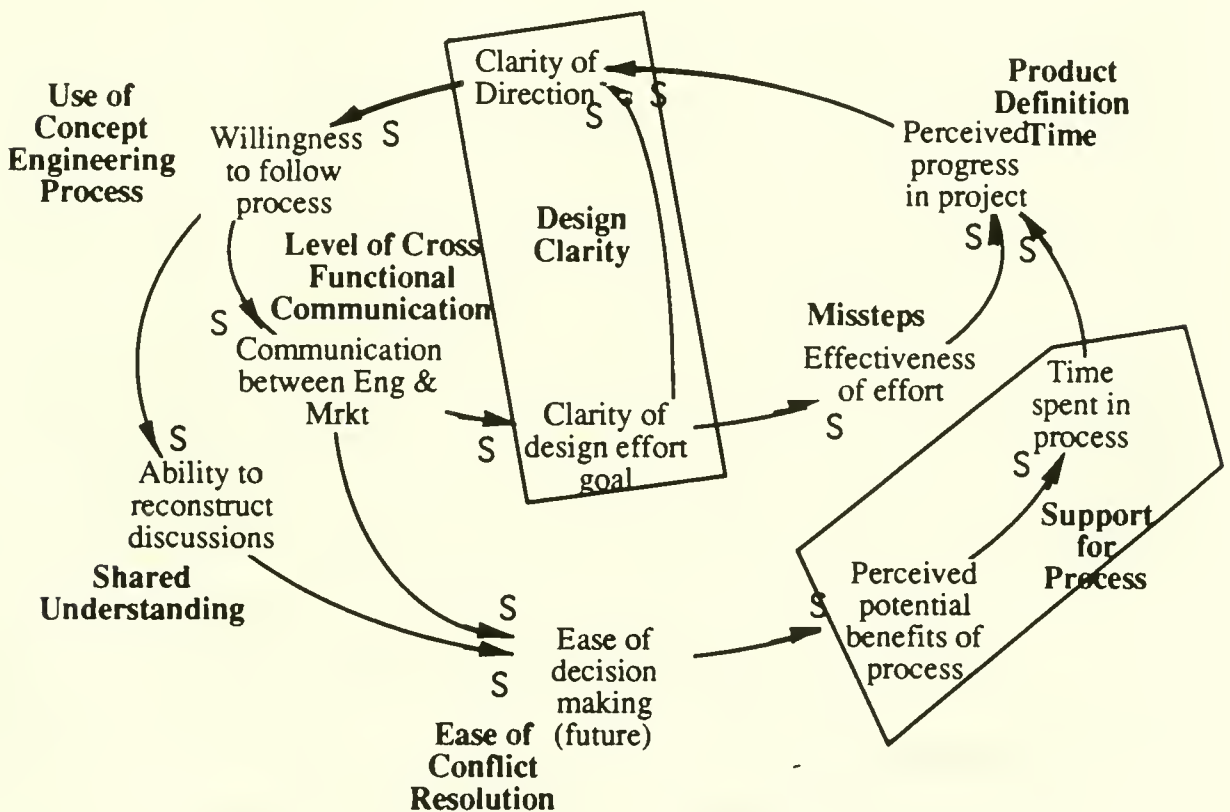 Clarity of
Direction
S
S
Use of
Concept
Engineering
Process
Willingness
to follow
process
S
Product
Definition
Time
Perceived
progress
in project
S
S
Design
Clarity
Level of Cross
Functional
Communication
S
Communication
between Eng &
Mrkt
Missteps
Effectiveness
of effort
S
Time
spent in
process
S
Clarity of
design effort
goal
S
S
Ability to
reconstruct
discussions
Shared
Understanding
Support
for
Process
Perceived
potential
benefits of
process
S
S
S
Ease of
decision
making
(future)
Ease of
Conflict
Resolution